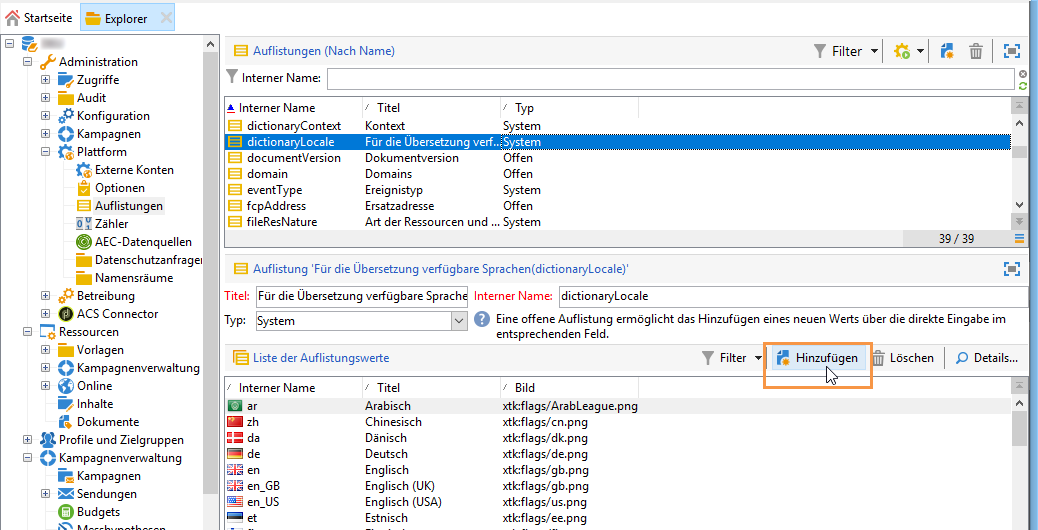 Startseite
Explorer
Administration
Zugriffe
Audit
Konfiguration
Kampagnen
Plattform
Externe Konten
Optionen
Auflistungen
Zähler
AEC-Datenquellen
Datenschutzanfrager
Namensräume
Betreibung
ACS Connector
Ressourcen
Vorlagen
Kampagnenverwaltung
Online
Inhalte
Dokumente
Profile und Zielgruppen
Kampagnenverwaltung
Kampagnen
Sendungen
Budgets
Messhypothesen
Auflistungen (Nach Name)
Filter
Interner Name:
Interner Name Titel Typ
dictionaryContext Kontext System
dictionaryLocale Für die Übersetzung verf... System
documentVersion Dokumentversion Offen
domain Domains Offen
eventType Ereignistyp System
fcpAddress Ersatzadresse Offen
fileResNature Art der Ressourcen und ... System
39 / 39
Auflistung 'Für die Übersetzung verfügbare Sprachen(dictionaryLocale)'
Titel: Für die Übersetzung verfügbare Sprache Interner Name: dictionaryLocale
Typ: System Eine offene Auflistung ermöglicht das Hinzufügen eines neuen Werts über die direkte Eingabe im
entsprechenden Feld.
Liste der Auflistungswerte Filter Hinzufügen Löschen Details...
Interner Name Titel Bild
ar Arabisch xtk:flags/ArabLeague.png
zh Chinesisch xtk:flags/cn.png
da Dänisch xtk:flags/dk.png
de Deutsch xtk:flags/de.png
en Englisch xtk:flags/gb.png
en_GB Englisch (UK) xtk:flags/gb.png
en_US Englisch (USA) xtk:flags/us.png
et Estnisch xtk:flags/ee.png